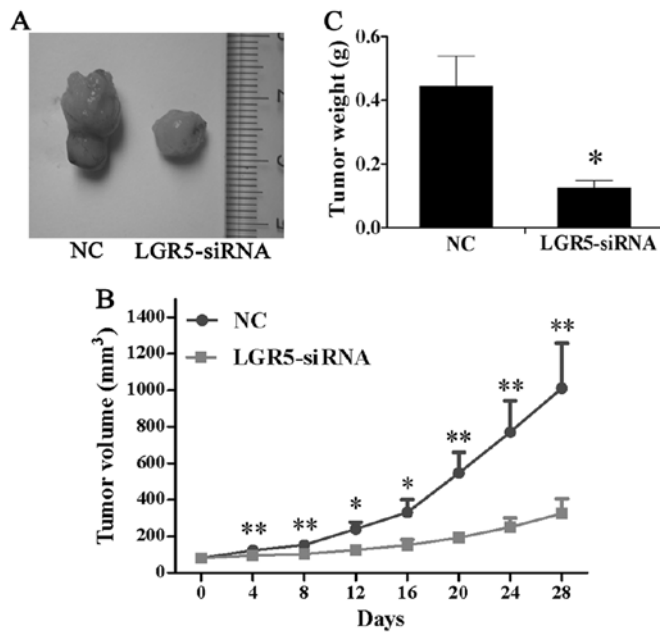 A
NC LGR5-siRNA
C
Tumor weight (g)
0.6
0.4
0.2
0.0
NC LGR5-siRNA
*
B
Tumor volume (mm³)
NC
LGR5-siRNA
1400
1200
1000
800
600
400
200
0
** ** * * ** ** **
0 4 8 12 16 20 24 28
Days